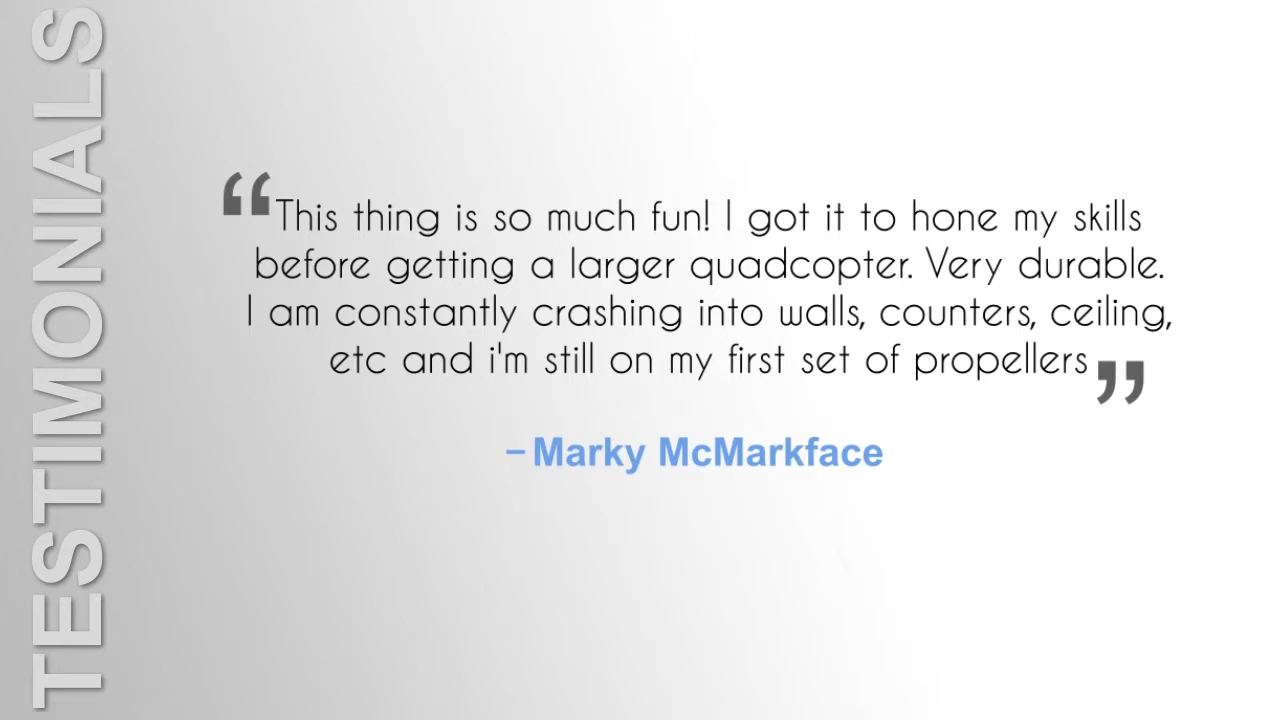 TESTIMONIALS
“This thing is so much fun! I got it to hone my skills
before getting a larger quadcopter. Very durable.
I am constantly crashing into walls, counters, ceiling,
etc and i'm still on my first set of propellers”
– Marky McMarkface